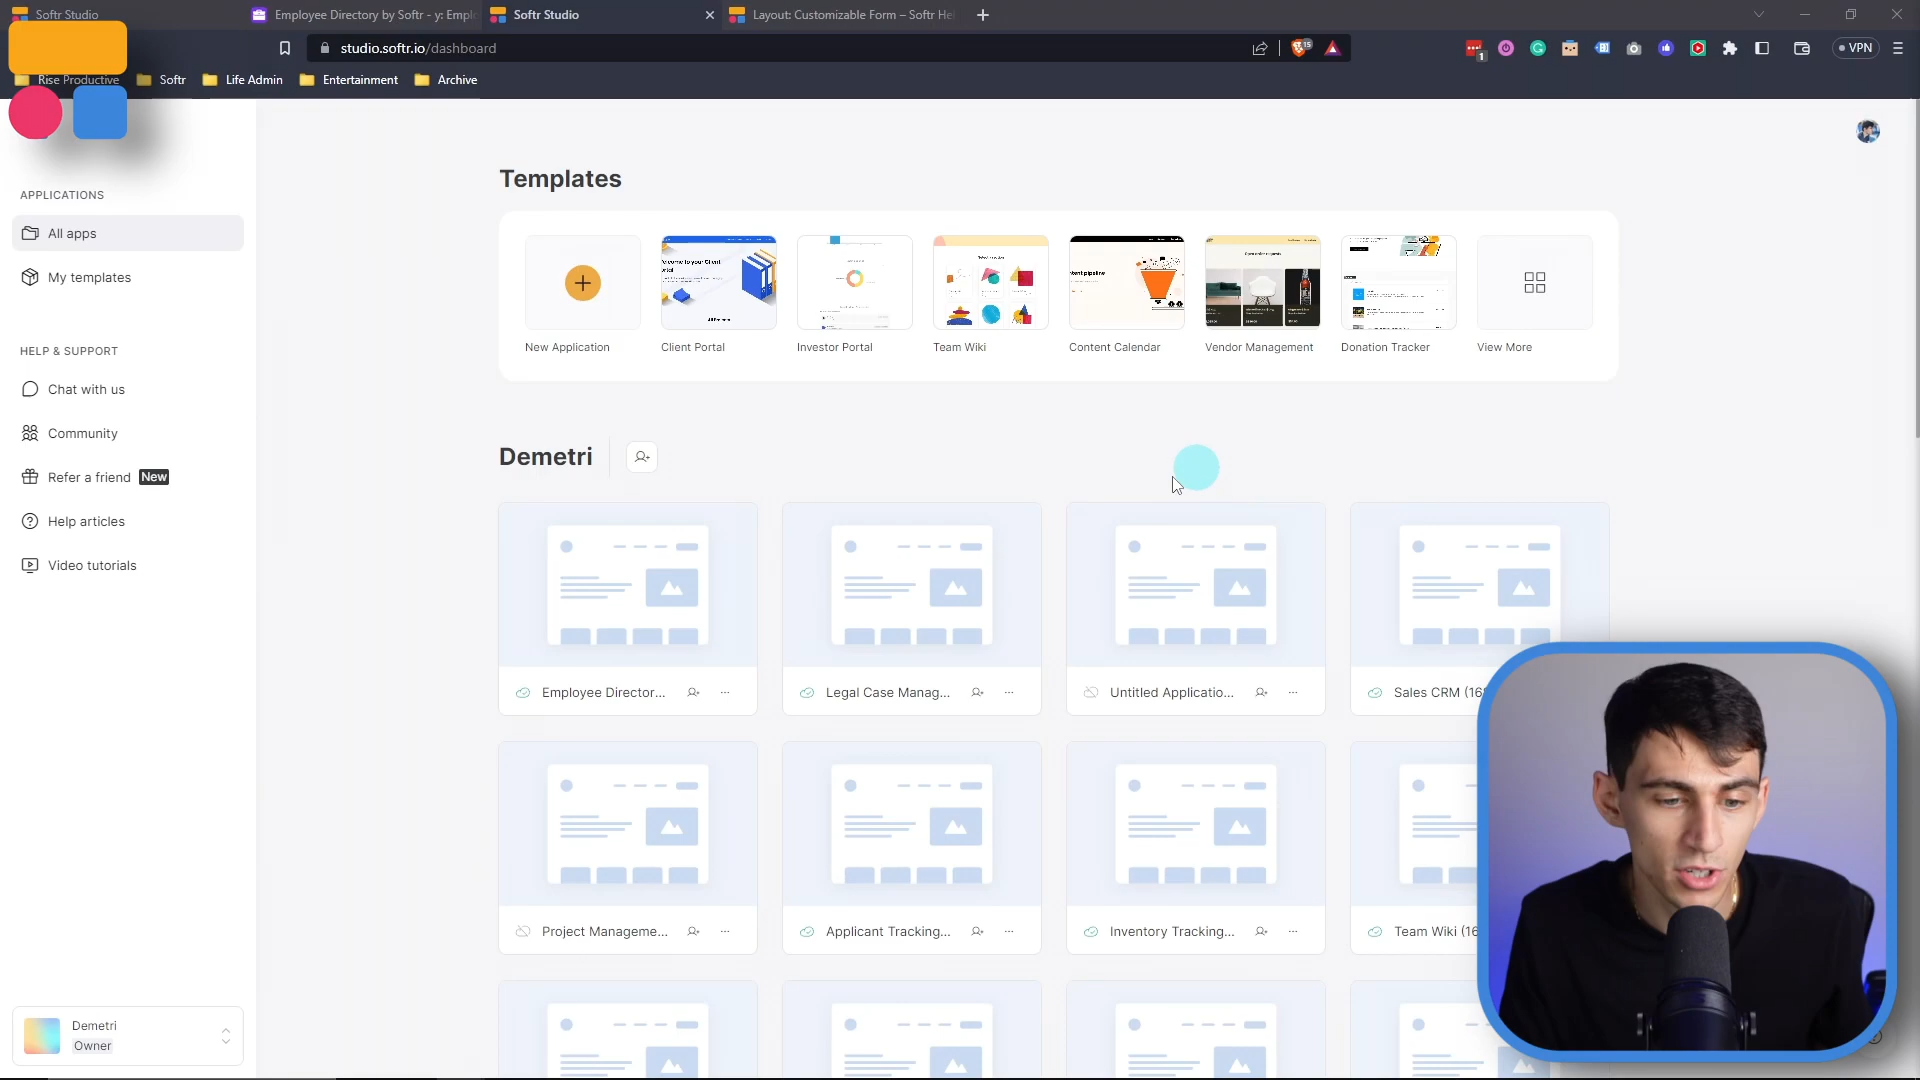 Softr Studio
Employee Directory by Softr - y: Empl
Softr Studio
Layout: Customizable Form – Softr Hel
studio.softr.io/dashboard
15
1
VPN
Rise Productive
Softr
Life Admin
Entertainment
Archive
APPLICATIONS
All apps
My templates
HELP & SUPPORT
Chat with us
Community
Refer a friend New
Help articles
Video tutorials
Demetri
Owner
Templates
New Application
Client Portal
Investor Portal
Team Wiki
Content Calendar
Vendor Management
Donation Tracker
View More
Demetri
Employee Director...
Legal Case Manag...
Untitled Applicatio...
Sales CRM (16
Project Manageme...
Applicant Tracking...
Inventory Tracking...
Team Wiki (16